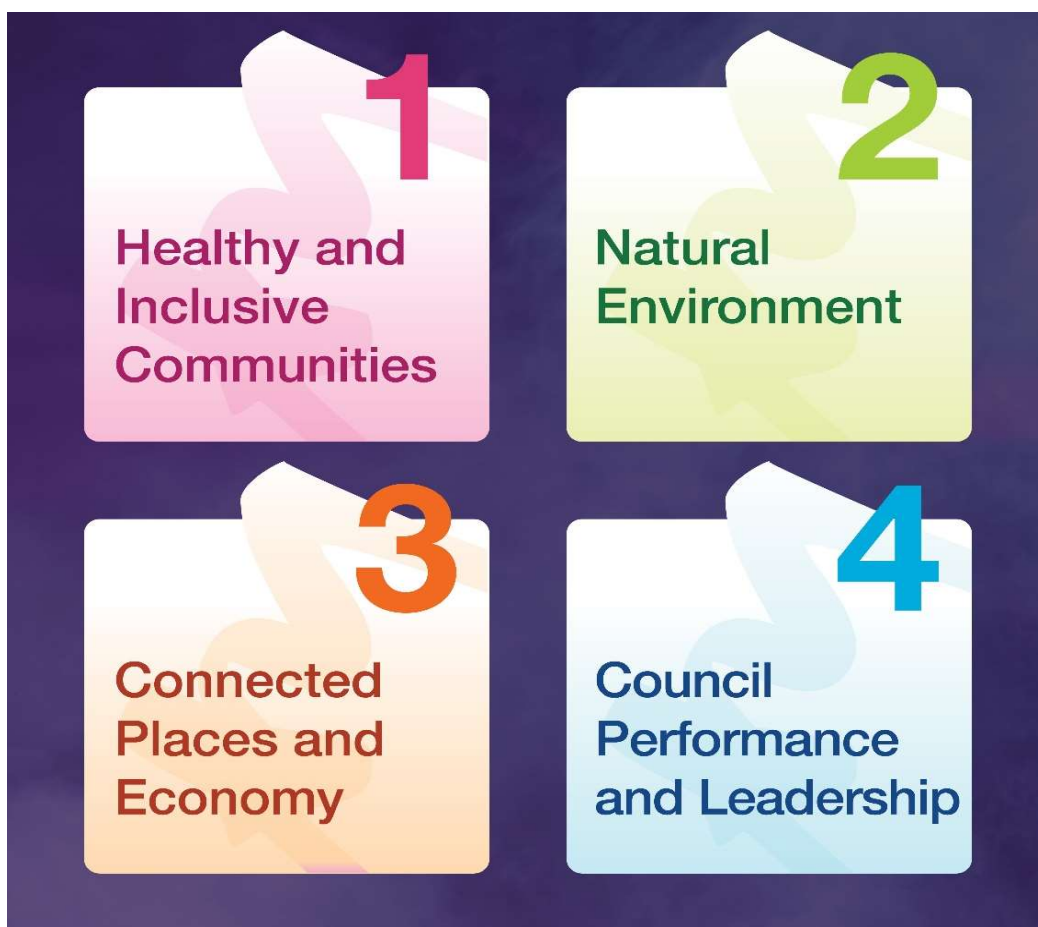 1
Healthy and
Inclusive
Communities
2
Natural
Environment
3
Connected
Places and
Economy
4
Council
Performance
and Leadership